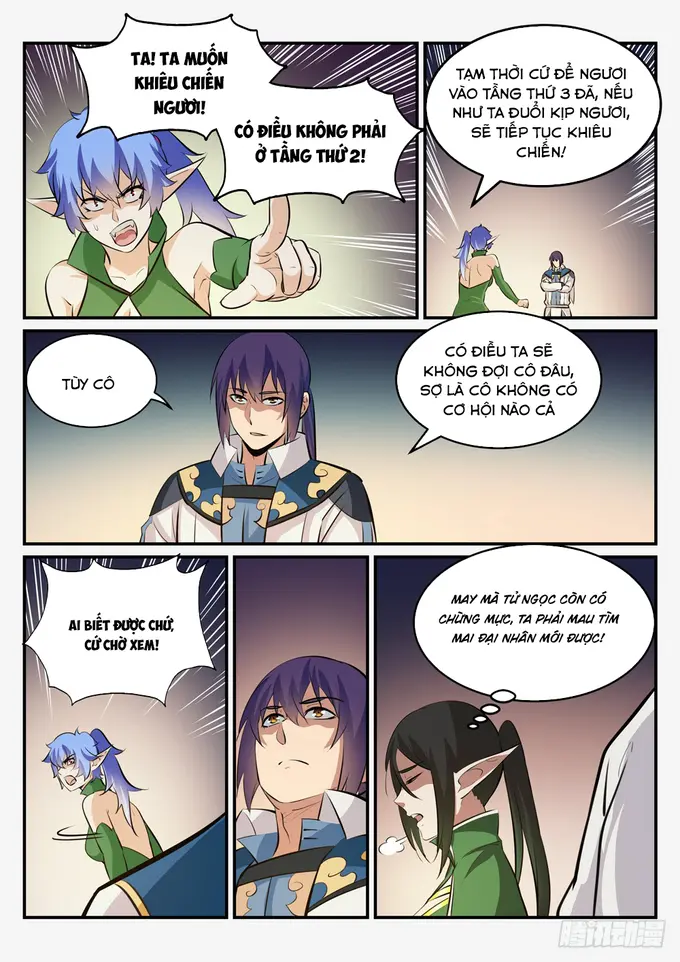 TA! TA MUỐN
KHIÊU CHIẾN
NGƯƠI!
CÓ ĐIỀU KHÔNG PHẢI
Ở TẦNG THỨ 2!
TẠM THỜI CỨ ĐỂ NGƯƠI
VÀO TẦNG THỨ 3 ĐÃ, NẾU
NHƯ TA ĐUỔI KỊP NGƯƠI,
SẼ TIẾP TỤC KHIÊU
CHIẾN!
TÙY CÔ
CÓ ĐIỀU TA SẼ
KHÔNG ĐỢI CÔ ĐÂU,
SỢ LÀ CÔ KHÔNG CÓ
CƠ HỘI NÀO CẢ
AI BIẾT ĐƯỢC CHỨ,
CỨ CHỜ XEM!
MAY MÀ TỬ NGỌC CÒN CÓ
CHỪNG MỰC, TA PHẢI MAU TÌM
MAI ĐẠI NHÂN MỚI ĐƯỢC!
腾讯动漫